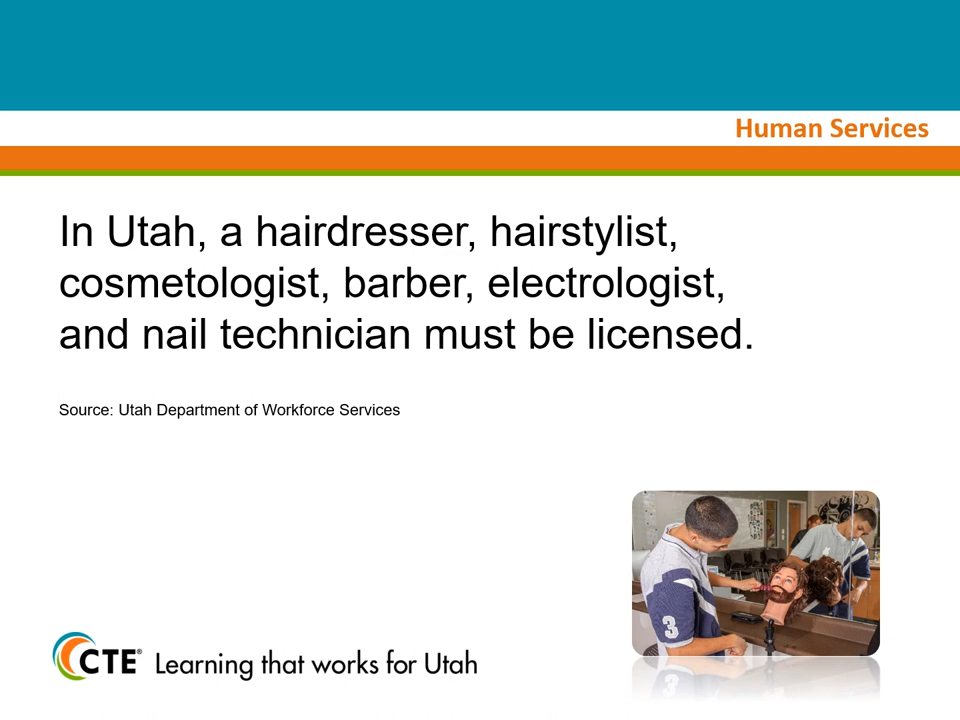 Human Services
In Utah, a hairdresser, hairstylist,
cosmetologist, barber, electrologist,
and nail technician must be licensed.
Source: Utah Department of Workforce Services
3
CTE® Learning that works for Utah